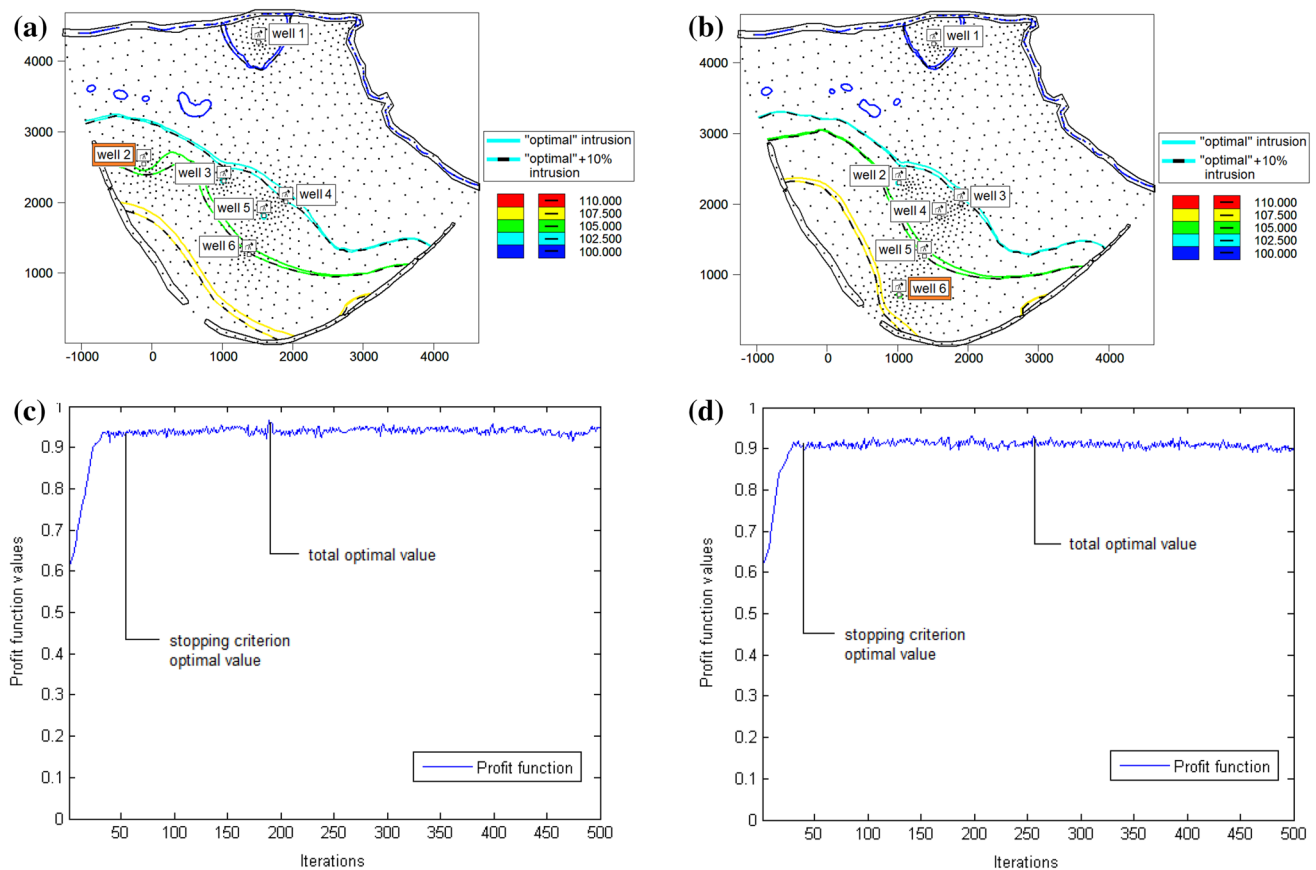 (a)
well 1
4000
3000
2000
1000
well 2
well 3
well 4
well 5
well 6
"optimal" intrusion
"optimal"+10%
intrusion
110.000
107.500
105.000
102.500
100.000
-1000 0 1000 2000 3000 4000
(b)
well 1
4000
3000
2000
1000
well 2
well 3
well 4
well 5
well 6
"optimal" intrusion
"optimal"+10%
intrusion
110.000
107.500
105.000
102.500
100.000
-1000 0 1000 2000 3000 4000
(c)
Profit function values
1
0.9
0.8
0.7
0.6
0.5
0.4
0.3
0.2
0.1
0
total optimal value
stopping criterion
optimal value
Profit function
50 100 150 200 250 300 350 400 450 500
Iterations
(d)
Profit function values
1
0.9
0.8
0.7
0.6
0.5
0.4
0.3
0.2
0.1
0
total optimal value
stopping criterion
optimal value
Profit function
50 100 150 200 250 300 350 400 450 500
Iterations